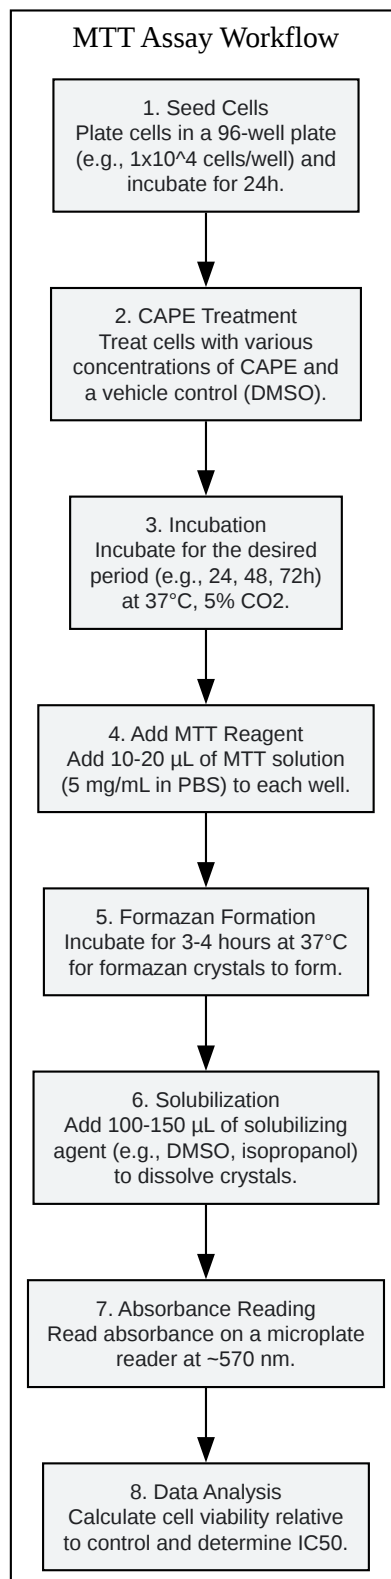 MTT Assay Workflow
1. Seed Cells
Plate cells in a 96-well plate
(e.g., 1x10^4 cells/well) and
incubate for 24h.
2. CAPE Treatment
Treat cells with various
concentrations of CAPE and
a vehicle control (DMSO).
3. Incubation
Incubate for the desired
period (e.g., 24, 48, 72h)
at 37°C, 5% CO2.
4. Add MTT Reagent
Add 10-20 µL of MTT solution
(5 mg/mL in PBS) to each well.
5. Formazan Formation
Incubate for 3-4 hours at 37°C
for formazan crystals to form.
6. Solubilization
Add 100-150 µL of solubilizing
agent (e.g., DMSO, isopropanol)
to dissolve crystals.
7. Absorbance Reading
Read absorbance on a microplate
reader at ~570 nm.
8. Data Analysis
Calculate cell viability relative
to control and determine IC50.